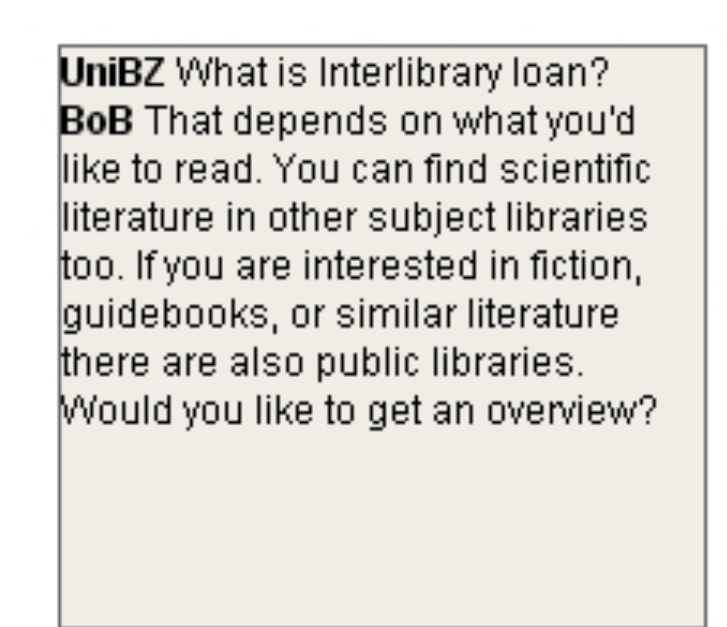 UniBZ What is Interlibrary loan?
BoB That depends on what you'd
like to read. You can find scientific
literature in other subject libraries
too. If you are interested in fiction,
guidebooks, or similar literature
there are also public libraries.
Would you like to get an overview?